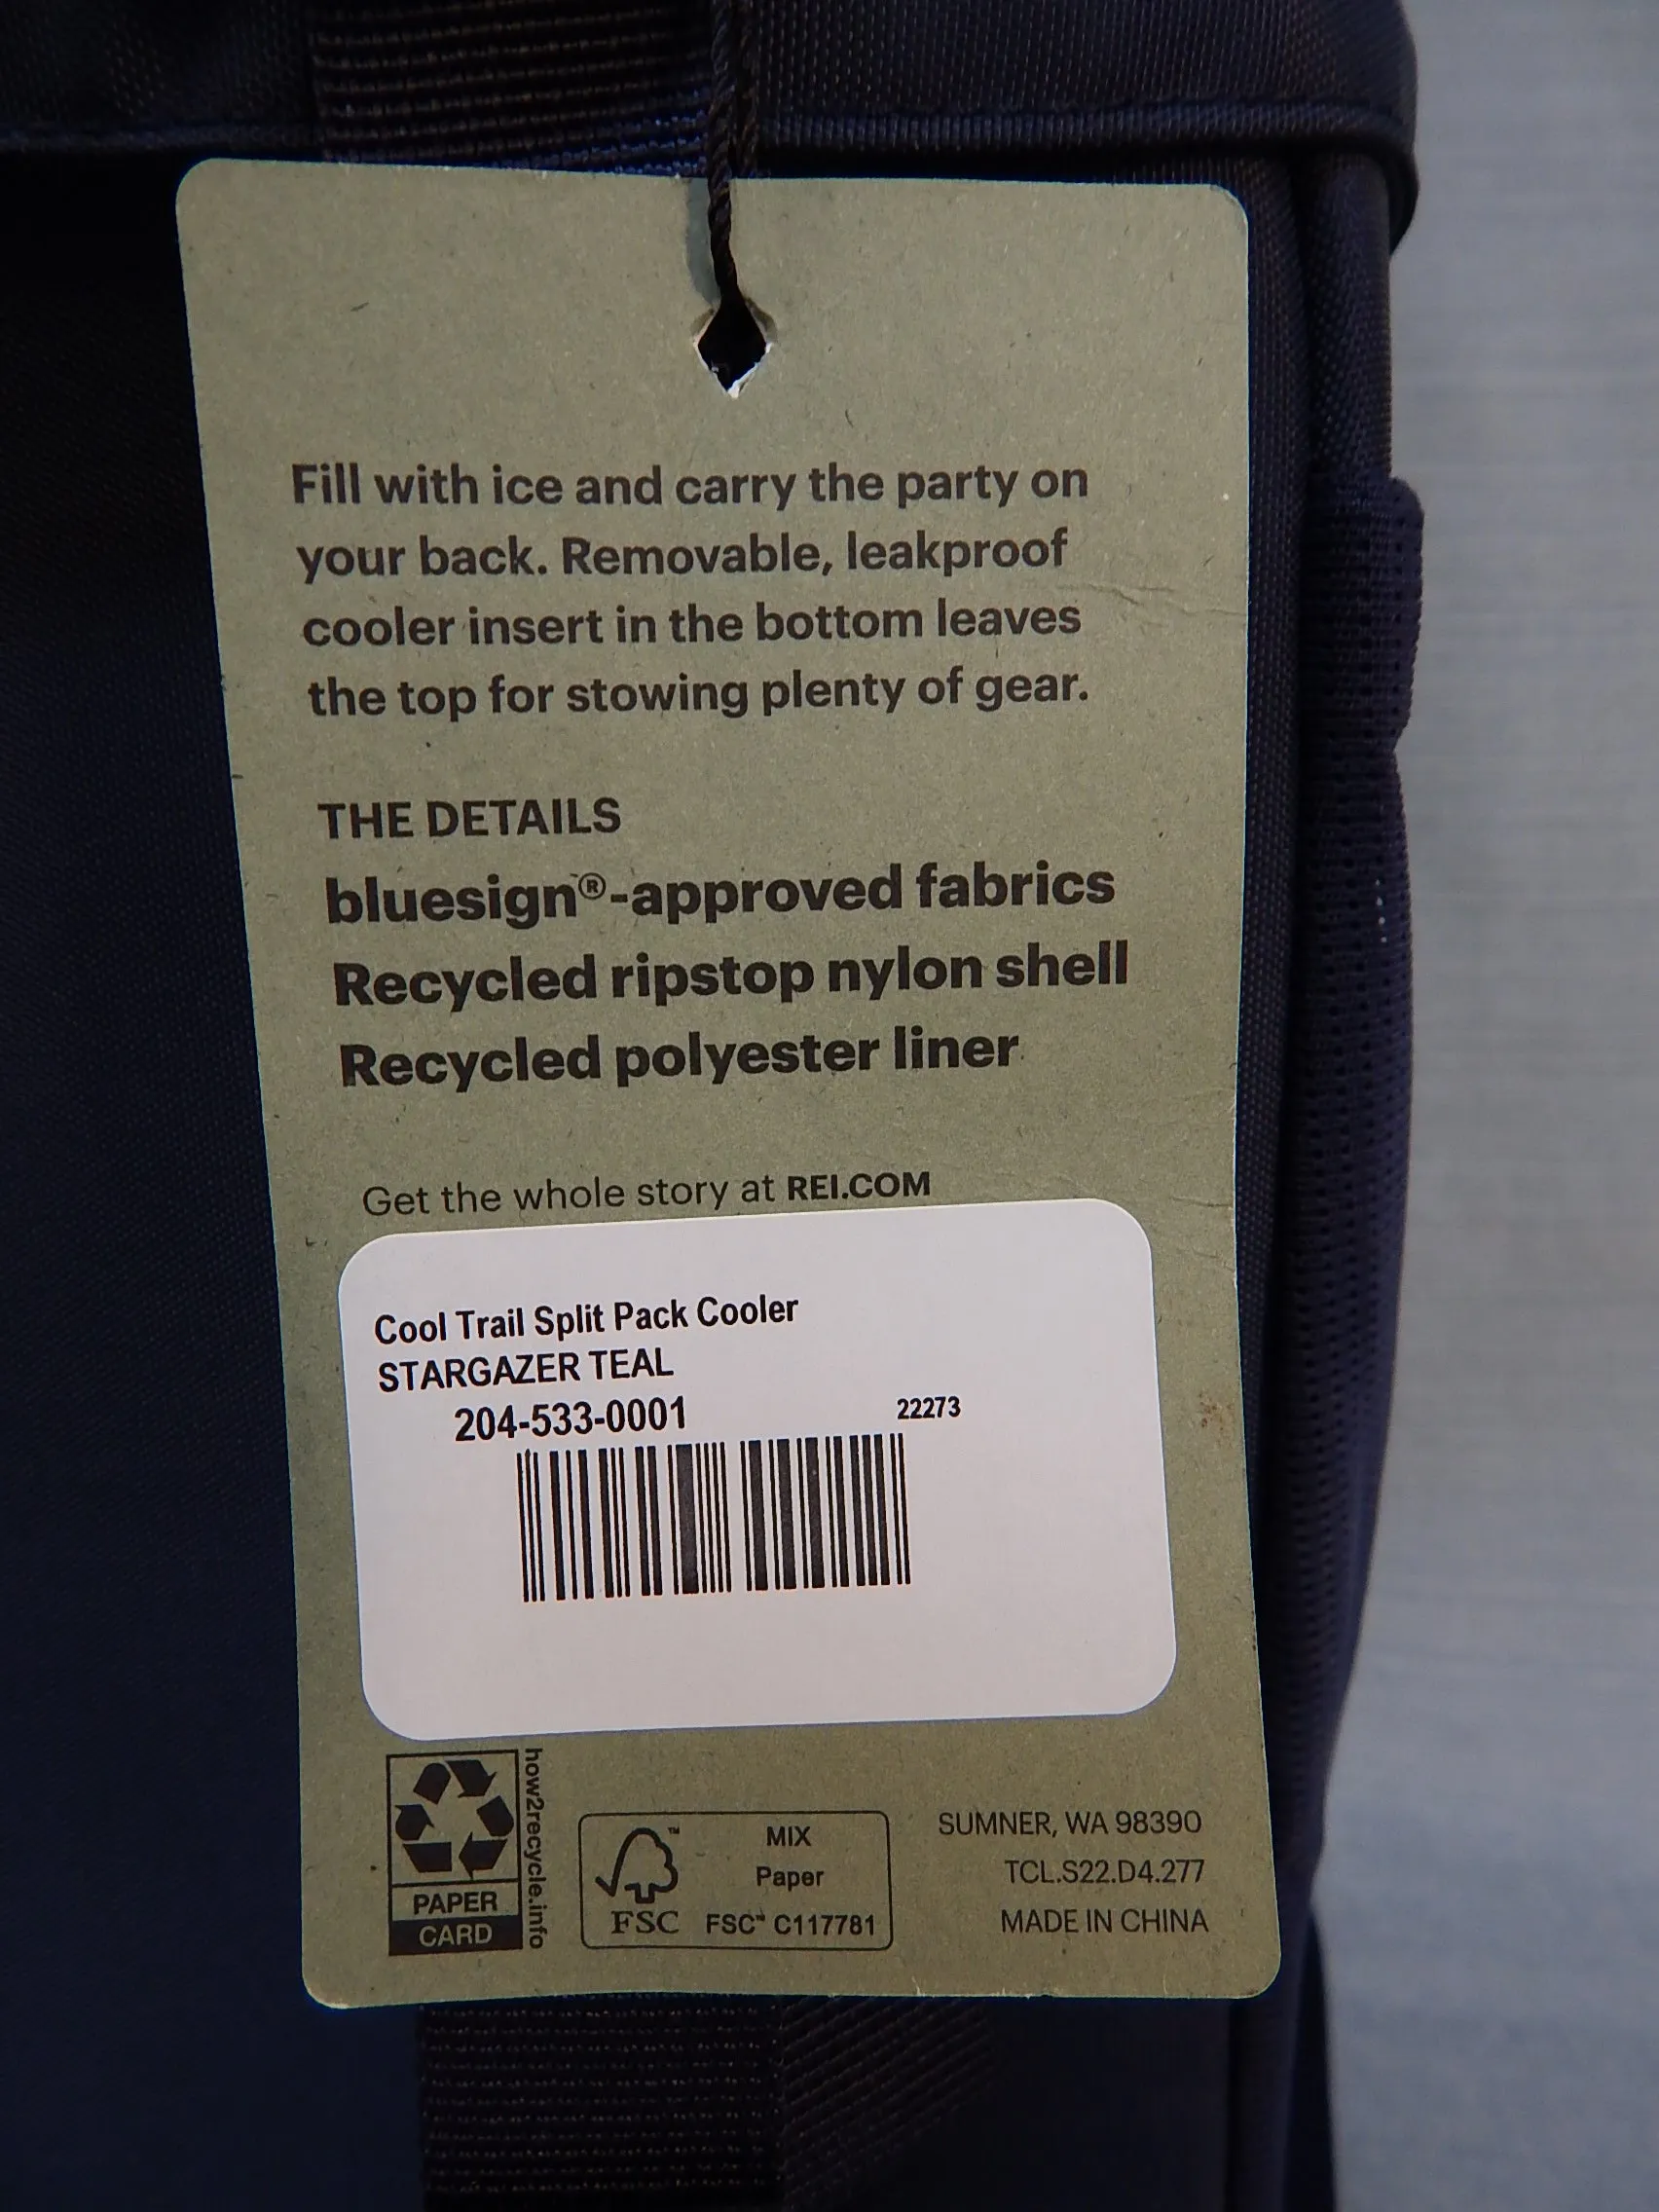 Fill with ice and carry the party on
your back. Removable, leakproof
cooler insert in the bottom leaves
the top for stowing plenty of gear.
THE DETAILS
bluesign®-approved fabrics
Recycled ripstop nylon shell
Recycled polyester liner
Get the whole story at REI.COM
Cool Trail Split Pack Cooler
STARGAZER TEAL
204-533-0001 22273
how2recycle.info
PAPER
CARD
FSC
MIX
Paper
FSC™ C117781
SUMNER, WA 98390
TCL.S22.D4.277
MADE IN CHINA